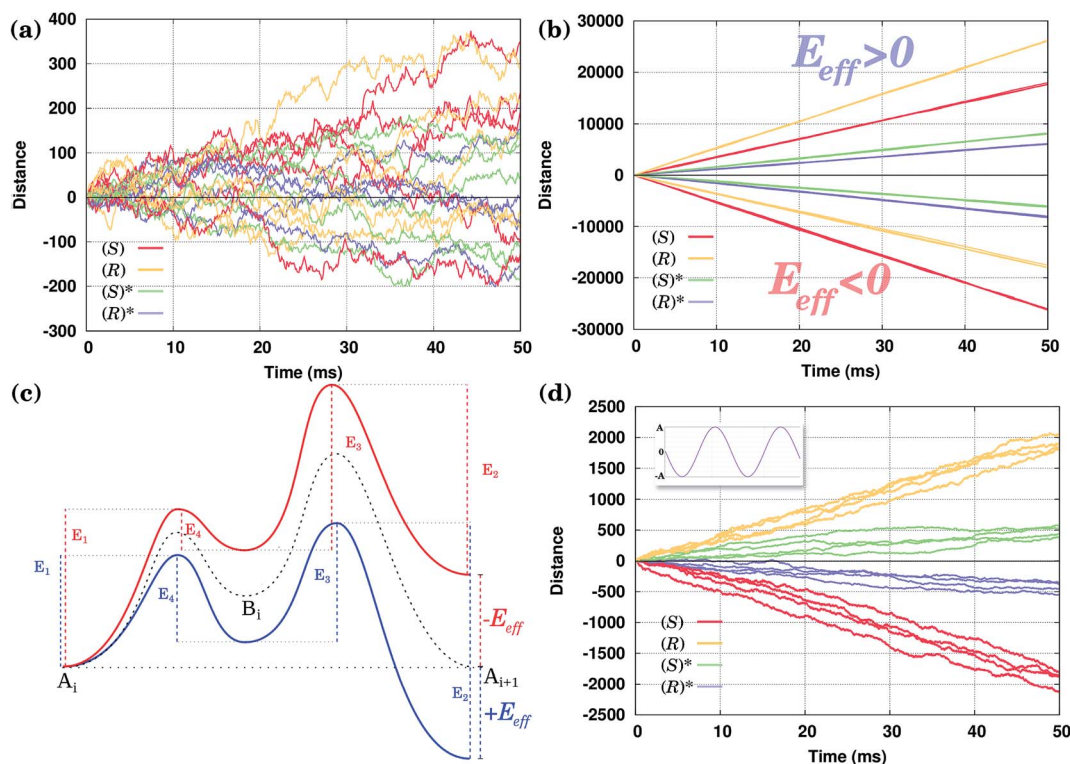 (a)
400
300
200
100
0
-100
-200
-300
Distance
(S)
(R)
(S)*
(R)*
0 10 20 30 40 50
Time (ms)
(b)
30000
20000
10000
0
-10000
-20000
-30000
Distance
E_eff>0
E_eff<0
(S)
(R)
(S)*
(R)*
0 10 20 30 40 50
Time (ms)
(c)
E₁
E₁
E₄
E₄
E₃
E₃
E₂
E₂
A_i
B_i
A_i+1
-E_eff
+E_eff
(d)
2500
2000
1500
1000
500
0
-500
-1000
-1500
-2000
-2500
Distance
A
0
-A
(S)
(R)
(S)*
(R)*
0 10 20 30 40 50
Time (ms)